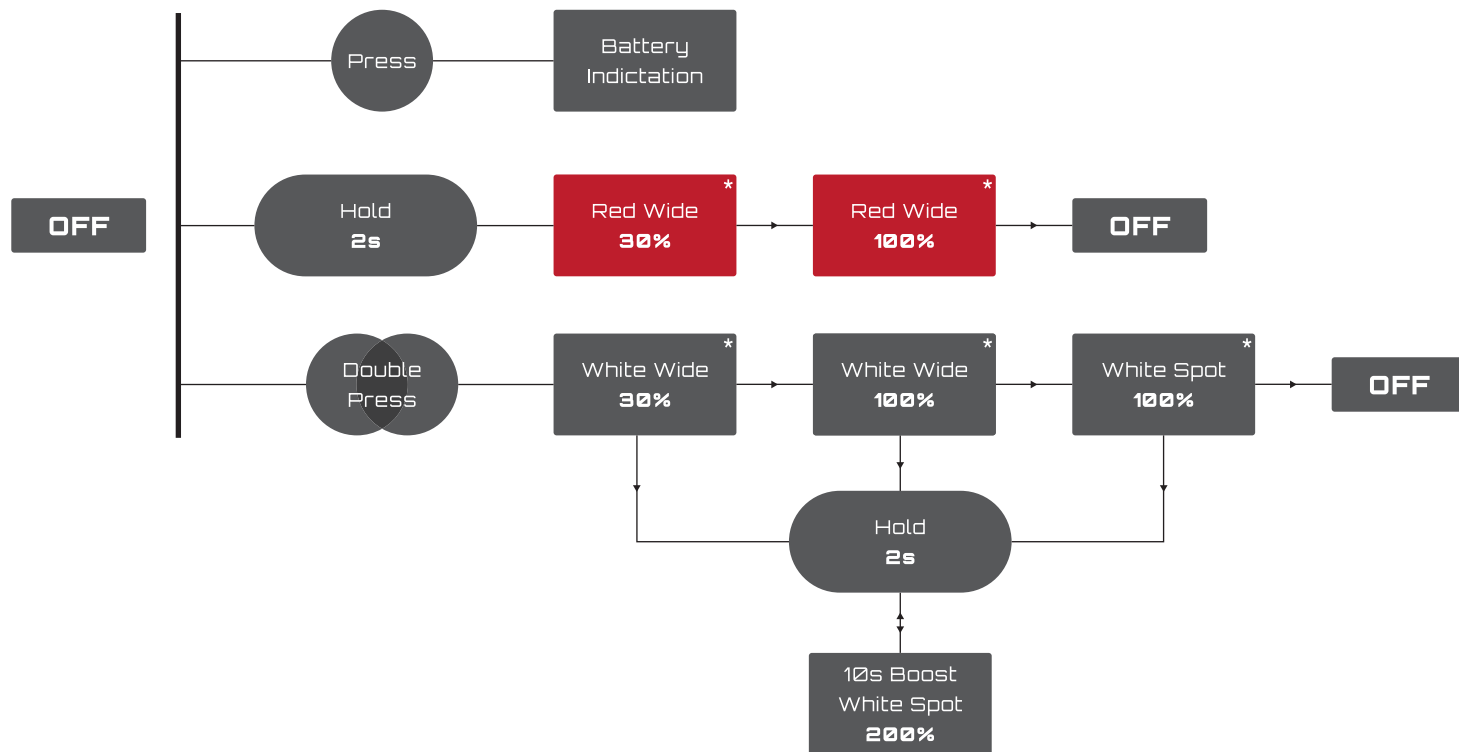 Press
Battery
Indictation
OFF
Hold
2s
Red Wide
30%
*
Red Wide
100%
*
OFF
Double
Press
White Wide
30%
*
White Wide
100%
*
White Spot
100%
*
OFF
Hold
2s
10s Boost
White Spot
200%